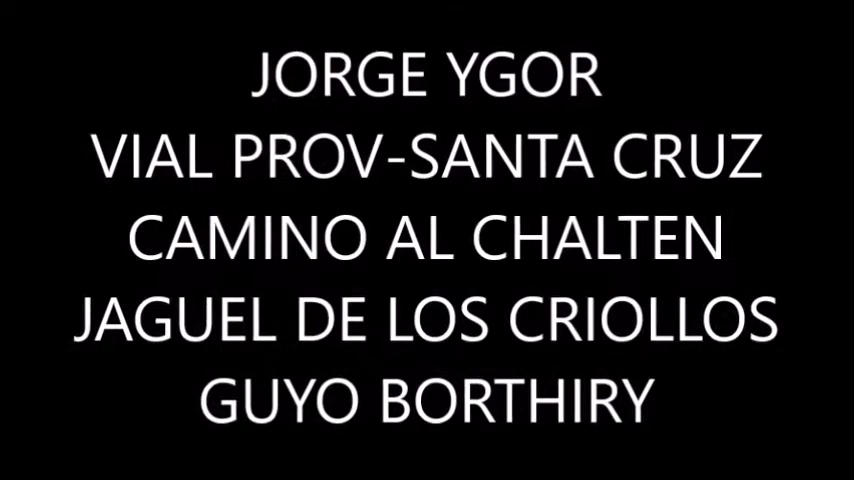 JORGE YGOR
VIAL PROV-SANTA CRUZ
CAMINO AL CHALTEN
JAGUEL DE LOS CRIOLLOS
GUYO BORTHIRY